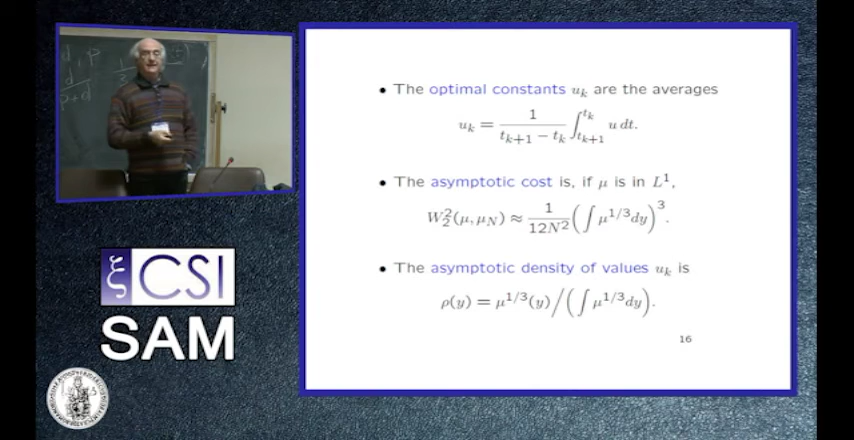 • The optimal constants u_k are the averages
u_k = 1/(t_{k+1} − t_k) ∫_{t_{k+1}}^{t_k} u dt.
• The asymptotic cost is, if μ is in L^1,
W_2^2(μ, μ_N) ≈ 1/(12N^2) (∫ μ^{1/3} dy)^3.
• The asymptotic density of values u_k is
ρ(y) = μ^{1/3}(y) / (∫ μ^{1/3} dy).
16
ξ CSI
SAM